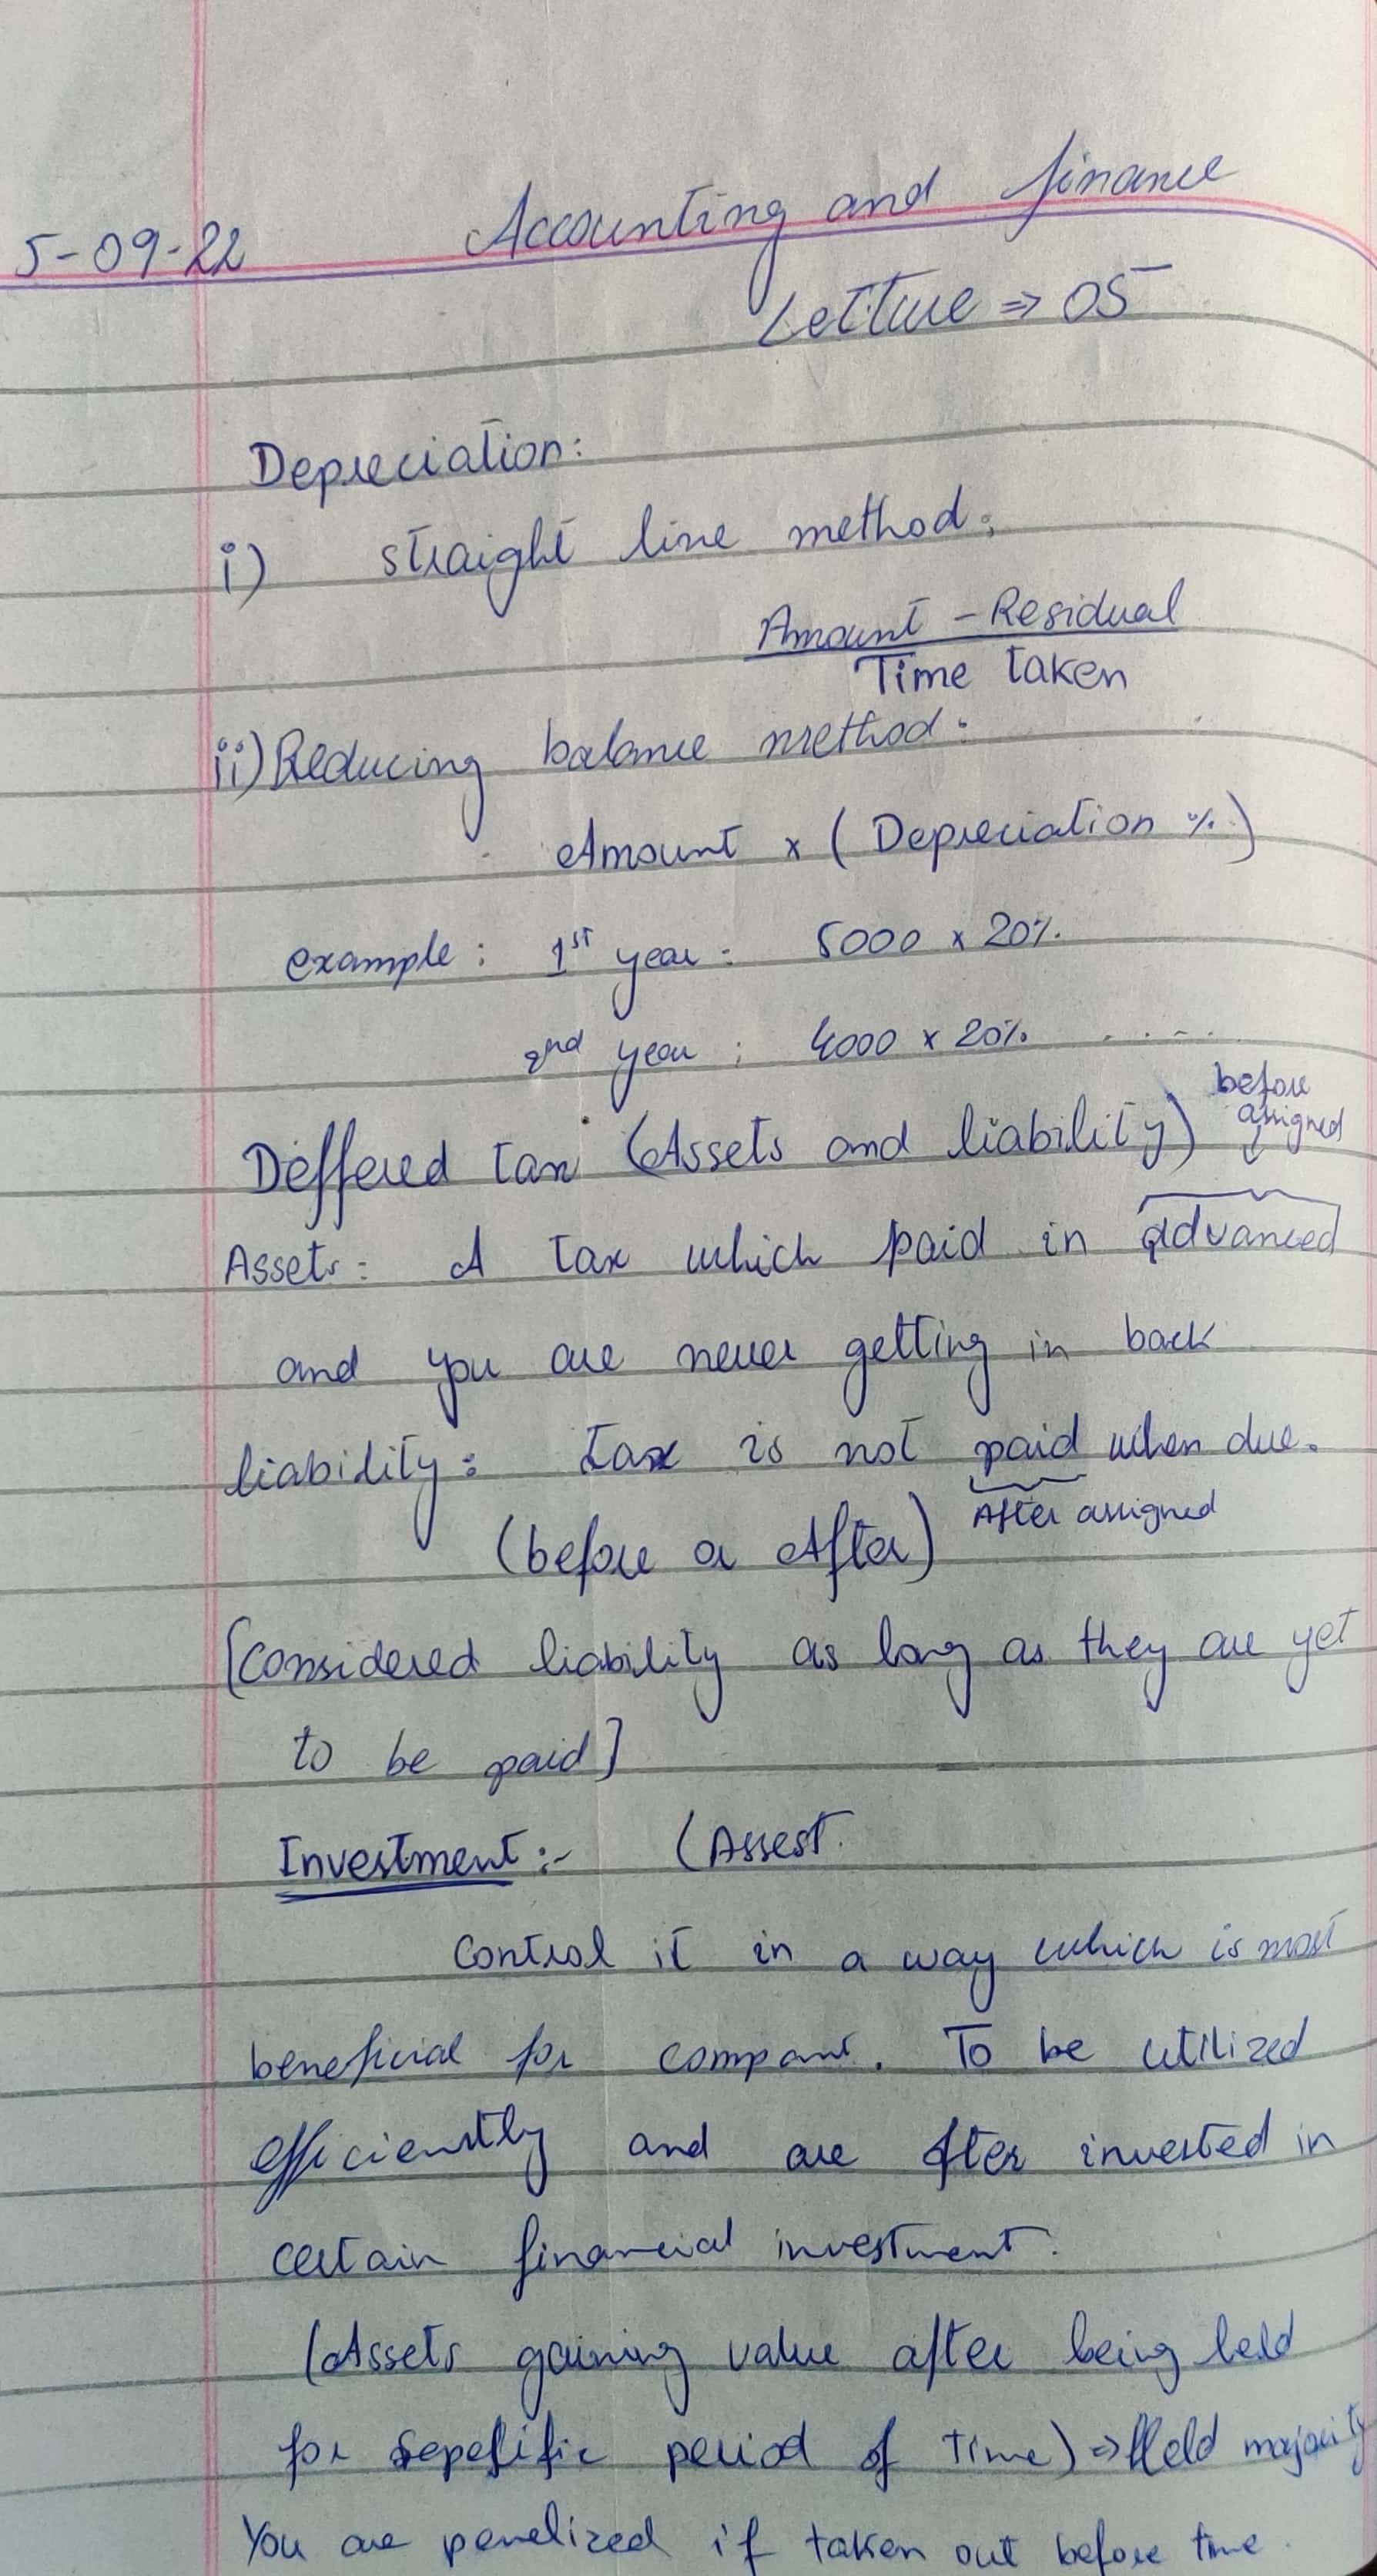 Accounting and finance
5-09-22
Lecture => 05
Depreciation:
i) straight line method:
Amount - Residual
Time taken
ii) Reducing balance method:
Amount x (Depreciation %)
example: 1st year: 5000 x 20%.
2nd year: 4000 x 20% .....
before
assigned
Deffered tax (Assets and liability)
Assets: A tax which paid in advanced
and you are never getting in back
liability: tax is not paid when due.
After assigned
(before or After)
[Considered liability as long as they are yet
to be paid]
Investment:- (Assest.
Control it in a way which is most
beneficial for company. To be utilized
efficiently and are after invested in
certain financial investment.
(Assets gaining value after being held
for sepefific period of Time) => Held majority
You are penelized if taken out before time.